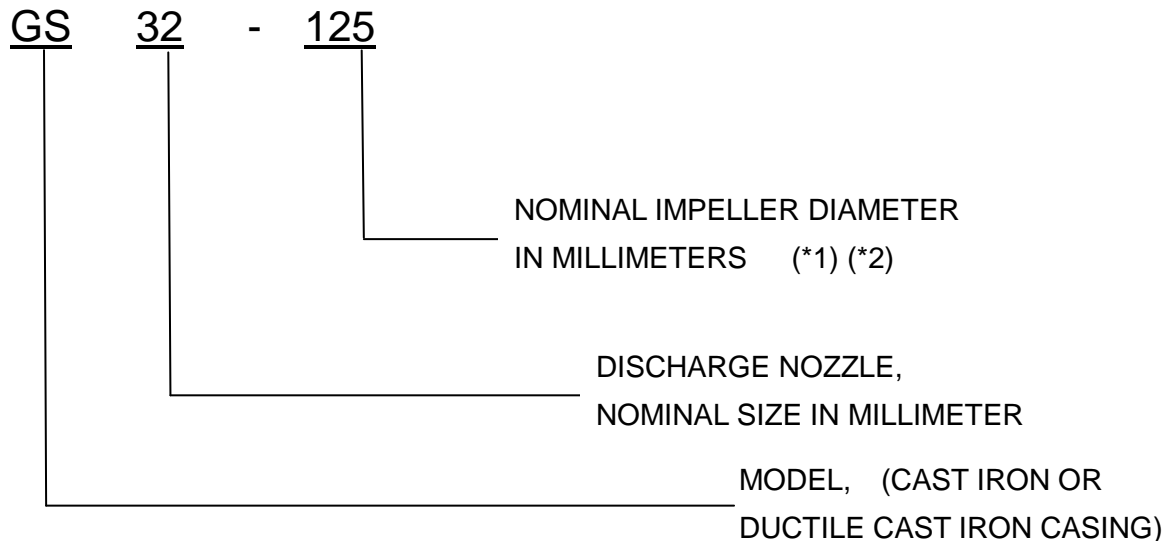 GS 32 - 125
NOMINAL IMPELLER DIAMETER
IN MILLIMETERS (*1) (*2)
DISCHARGE NOZZLE,
NOMINAL SIZE IN MILLIMETER
MODEL, (CAST IRON OR
DUCTILE CAST IRON CASING)